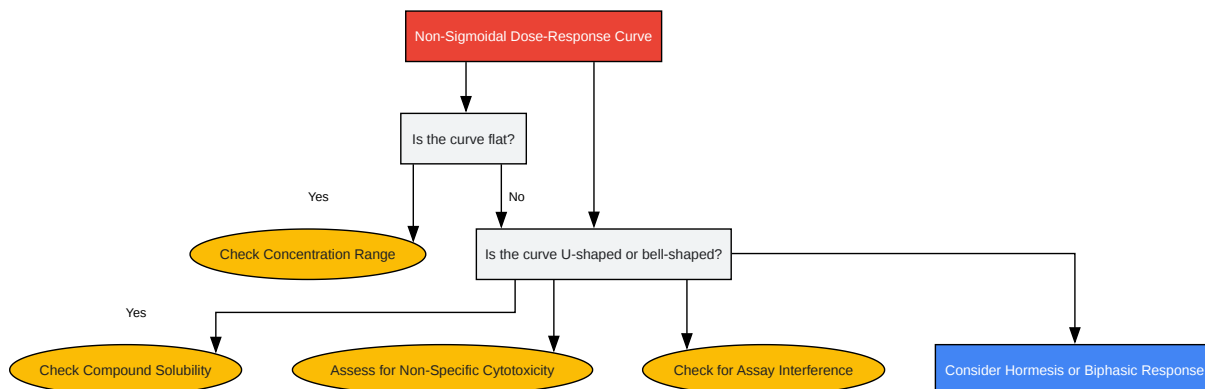 Non-Sigmoidal Dose-Response Curve
Is the curve flat?
Yes
No
Check Concentration Range
Is the curve U-shaped or bell-shaped?
Yes
Check Compound Solubility
Assess for Non-Specific Cytotoxicity
Check for Assay Interference
Consider Hormesis or Biphasic Response